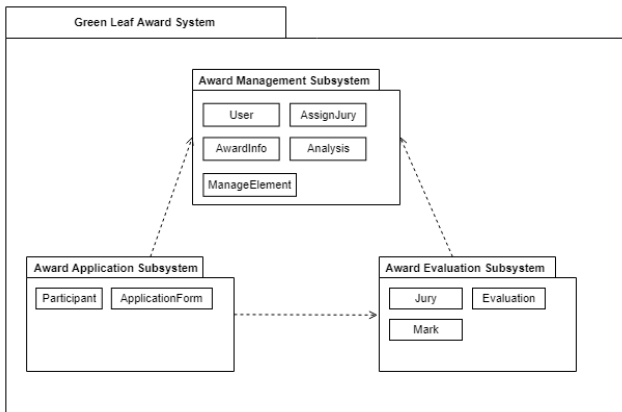 Green Leaf Award System
Award Management Subsystem
User AssignJury
AwardInfo Analysis
ManageElement
Award Application Subsystem
Participant ApplicationForm
Award Evaluation Subsystem
Jury Evaluation
Mark